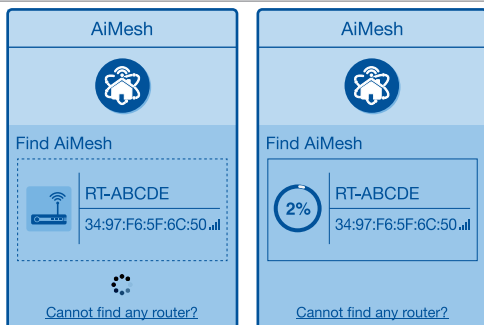 AiMesh
Find AiMesh
RT-ABCDE
34:97:F6:5F:6C:50
Cannot find any router?
AiMesh
Find AiMesh
2%
RT-ABCDE
34:97:F6:5F:6C:50
Cannot find any router?